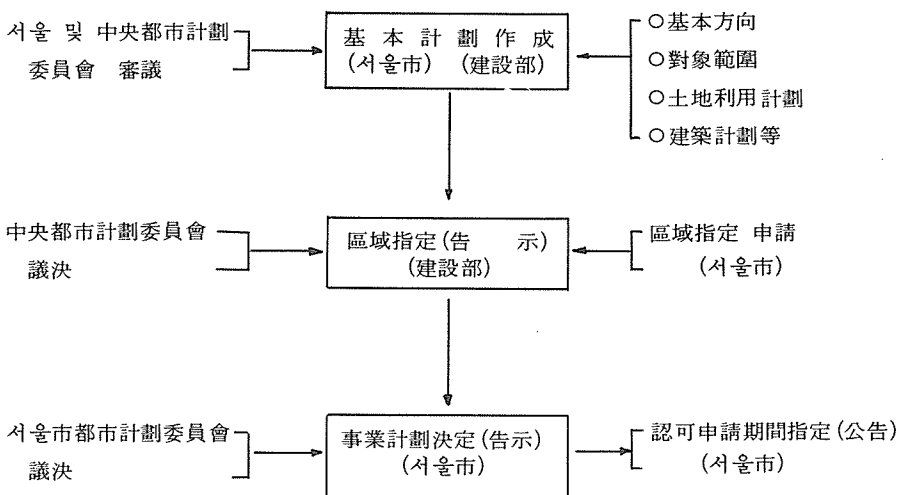 서울 및 中央都市計劃
委員會 審議
基本計劃作成
(서울市) (建設部)
○基本方向
○對象範圍
○土地利用計劃
○建築計劃等
中央都市計劃委員會
議決
區域指定(告 示)
(建設部)
區域指定 申請
(서울市)
서울市都市計劃委員會
議決
事業計劃決定(告示)
(서울市)
認可申請期間指定(公告)
(서울市)